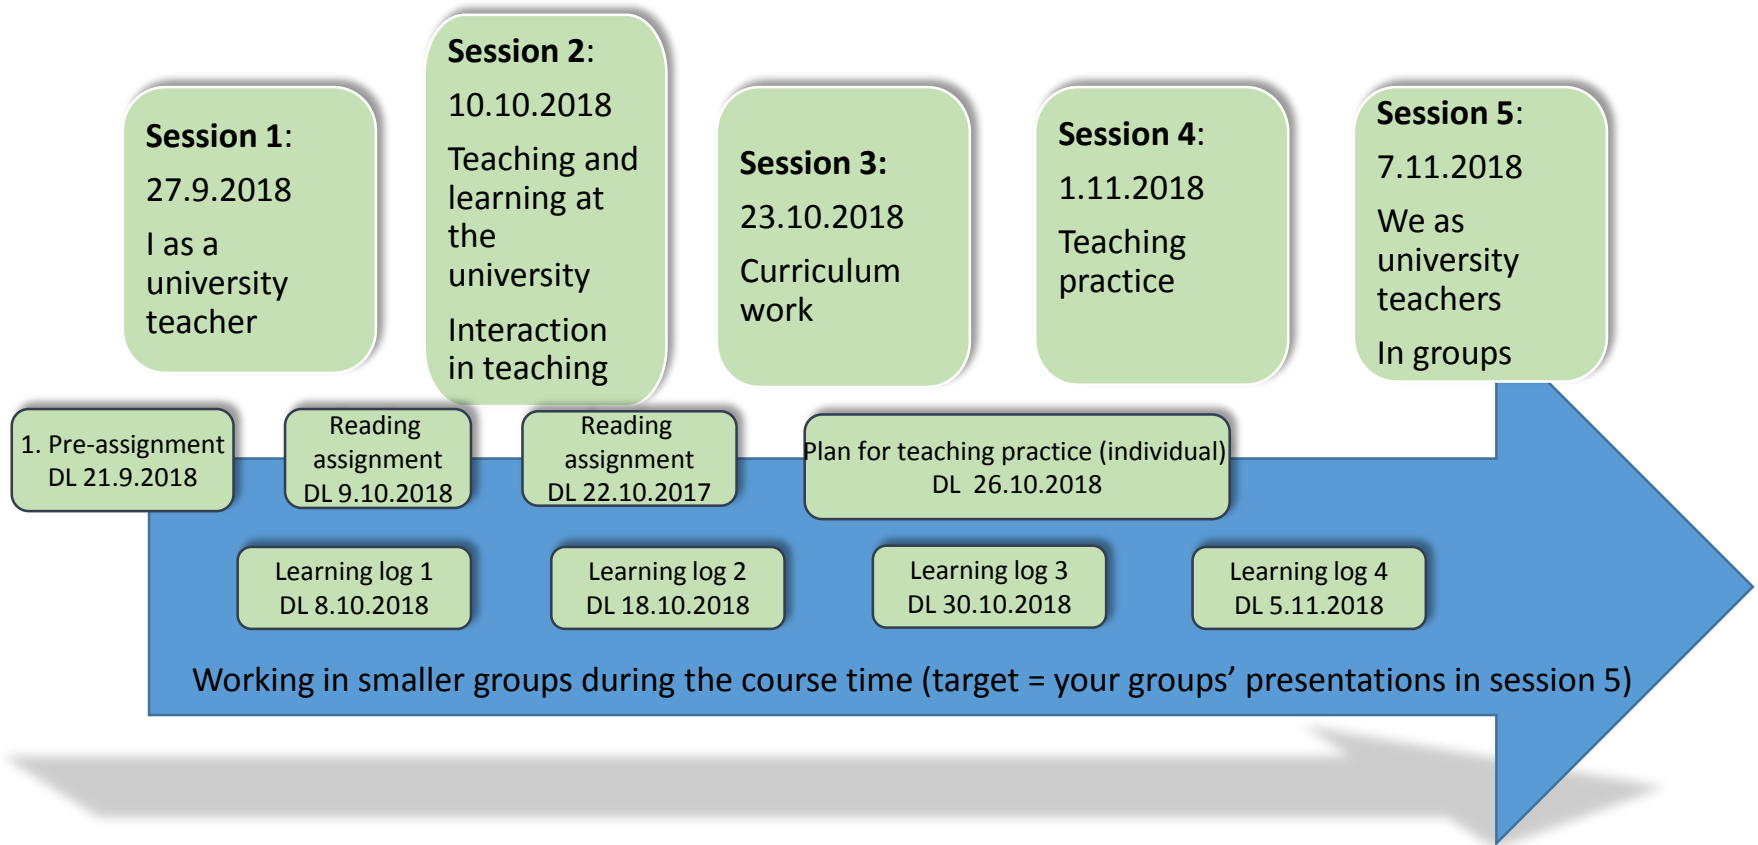 Session 1:
27.9.2018
I as a
university
teacher
Session 2:
10.10.2018
Teaching and
learning at
the
university
Interaction
in teaching
Session 3:
23.10.2018
Curriculum
work
Session 4:
1.11.2018
Teaching
practice
Session 5:
7.11.2018
We as
university
teachers
In groups
1. Pre-assignment
DL 21.9.2018
Reading
assignment
DL 9.10.2018
Reading
assignment
DL 22.10.2017
Plan for teaching practice (individual)
DL 26.10.2018
Learning log 1
DL 8.10.2018
Learning log 2
DL 18.10.2018
Learning log 3
DL 30.10.2018
Learning log 4
DL 5.11.2018
Working in smaller groups during the course time (target = your groups’ presentations in session 5)